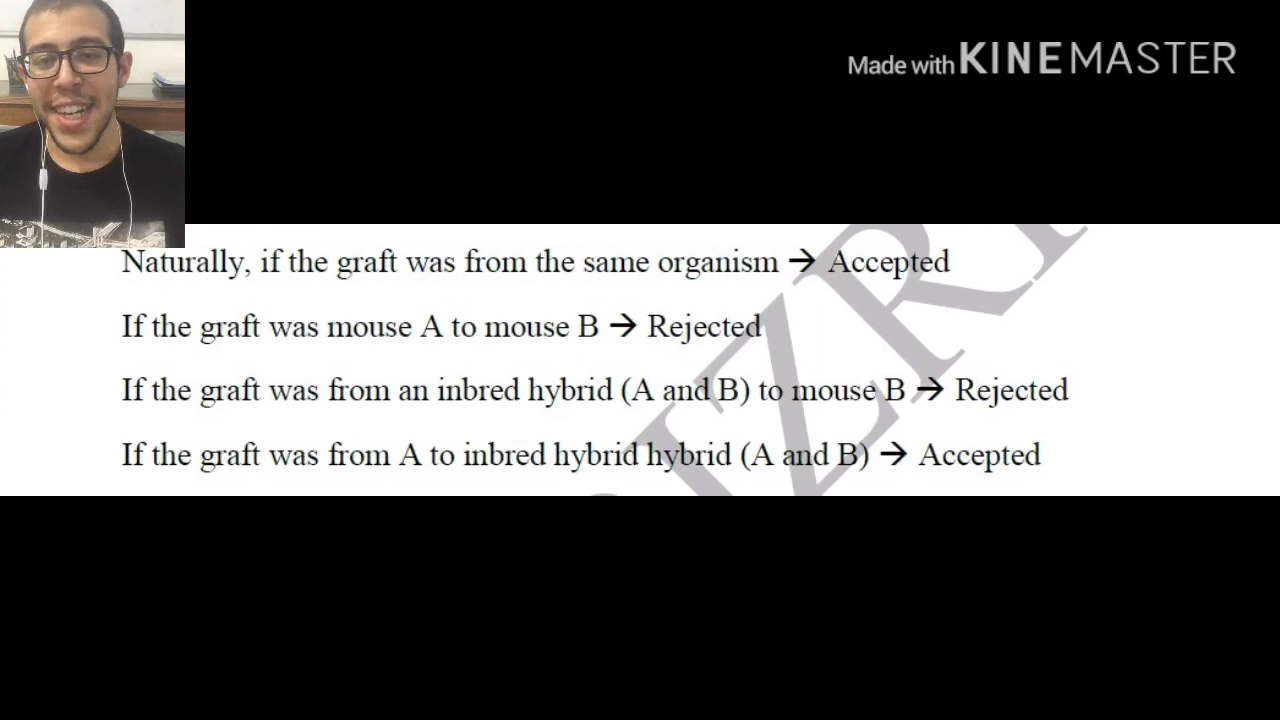 Made with KINEMASTER
Naturally, if the graft was from the same organism → Accepted
If the graft was mouse A to mouse B → Rejected
If the graft was from an inbred hybrid (A and B) to mouse B → Rejected
If the graft was from A to inbred hybrid hybrid (A and B) → Accepted